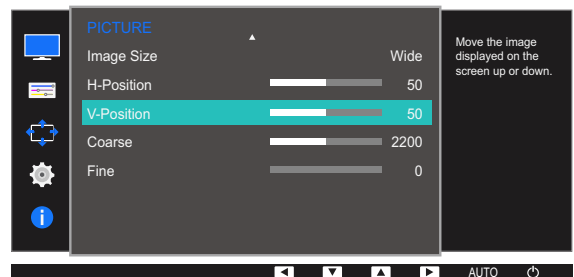 PICTURE
Image Size Wide
H-Position 50
V-Position 50
Coarse 2200
Fine 0
Move the image
displayed on the
screen up or down.
AUTO